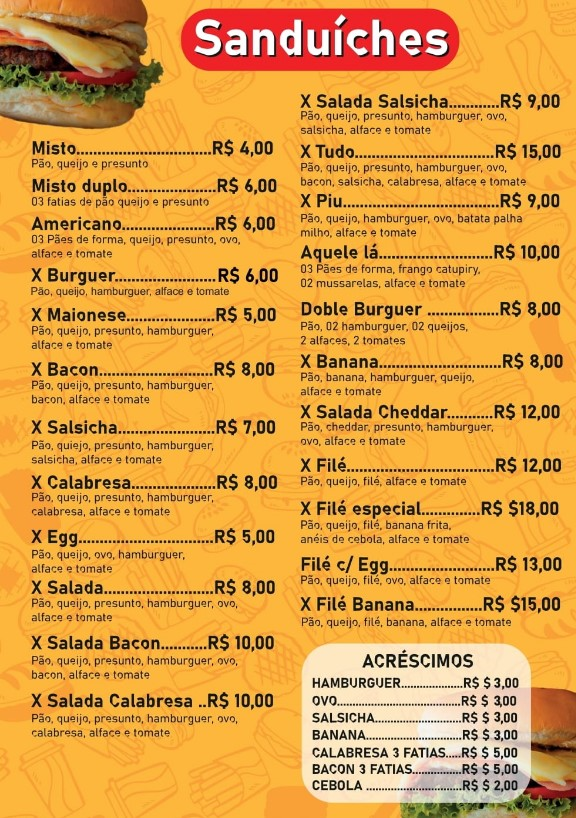 Sanduíches
Misto................................R$ 4,00
Pão, queijo e presunto
Misto duplo.....................R$ 6,00
03 fatias de pão queijo e presunto
Americano......................R$ 6,00
03 Pães de forma, queijo, presunto, ovo,
alface e tomate
X Burguer........................R$ 6,00
Pão, queijo, hamburguer, alface e tomate
X Maionese.....................R$ 5,00
Pão, queijo, presunto, hamburguer,
alface e tomate
X Bacon...........................R$ 8,00
Pão, queijo, presunto, hamburguer,
bacon, alface e tomate
X Salsicha.......................R$ 7,00
Pão, queijo, presunto, hamburguer,
salsicha, alface e tomate
X Calabresa....................R$ 8,00
Pão, queijo, presunto, hamburguer,
calabresa, alface e tomate
X Egg................................R$ 5,00
Pão, queijo, ovo, hamburguer,
alface e tomate
X Salada..........................R$ 8,00
Pão, queijo, presunto, hamburguer, ovo,
alface e tomate
X Salada Bacon...........R$ 10,00
Pão, queijo, presunto, hamburguer, ovo,
bacon, alface e tomate
X Salada Calabresa ..R$ 10,00
Pão, queijo, presunto, hamburguer, ovo,
calabresa, alface e tomate
X Salada Salsicha............R$ 9,00
Pão, queijo, presunto, hamburguer, ovo,
salsicha, alface e tomate
X Tudo.................................R$ 15,00
Pão, queijo, presunto, hamburguer, ovo,
bacon, salsicha, calabresa, alface e tomate
X Piu.....................................R$ 9,00
Pão, queijo, hamburguer, ovo, batata palha
milho, alface e tomate
Aquele lá...........................R$ 10,00
03 Pães de forma, frango catupiry,
02 mussarelas, alface e tomate
Doble Burguer .................R$ 8,00
Pão, 02 hamburguer, 02 queijos,
2 alfaces, 2 tomates
X Banana.............................R$ 8,00
Pão, banana, hamburguer, queijo,
alface e tomate
X Salada Cheddar...........R$ 12,00
Pão, cheddar, presunto, hamburguer,
ovo, alface e tomate
X Filé...................................R$ 12,00
Pão, queijo, filé, alface e tomate
X Filé especial..............R$ $18,00
Pão, queijo, filé, banana frita,
anéis de cebola, alface e tomate
Filé c/ Egg.........................R$ 13,00
Pão, queijo, filé, ovo, alface e tomate
X Filé Banana................R$ $15,00
Pão, queijo, filé, banana, alface e tomate
ACRÉSCIMOS
HAMBURGUER....................R$ $ 3,00
OVO........................................R$ $ 3,00
SALSICHA............................R$ $ 3,00
BANANA...............................R$ $ 3,00
CALABRESA 3 FATIAS.....R$ $ 5,00
BACON 3 FATIAS................R$ $ 5,00
CEBOLA ..............................R$ $ 2,00